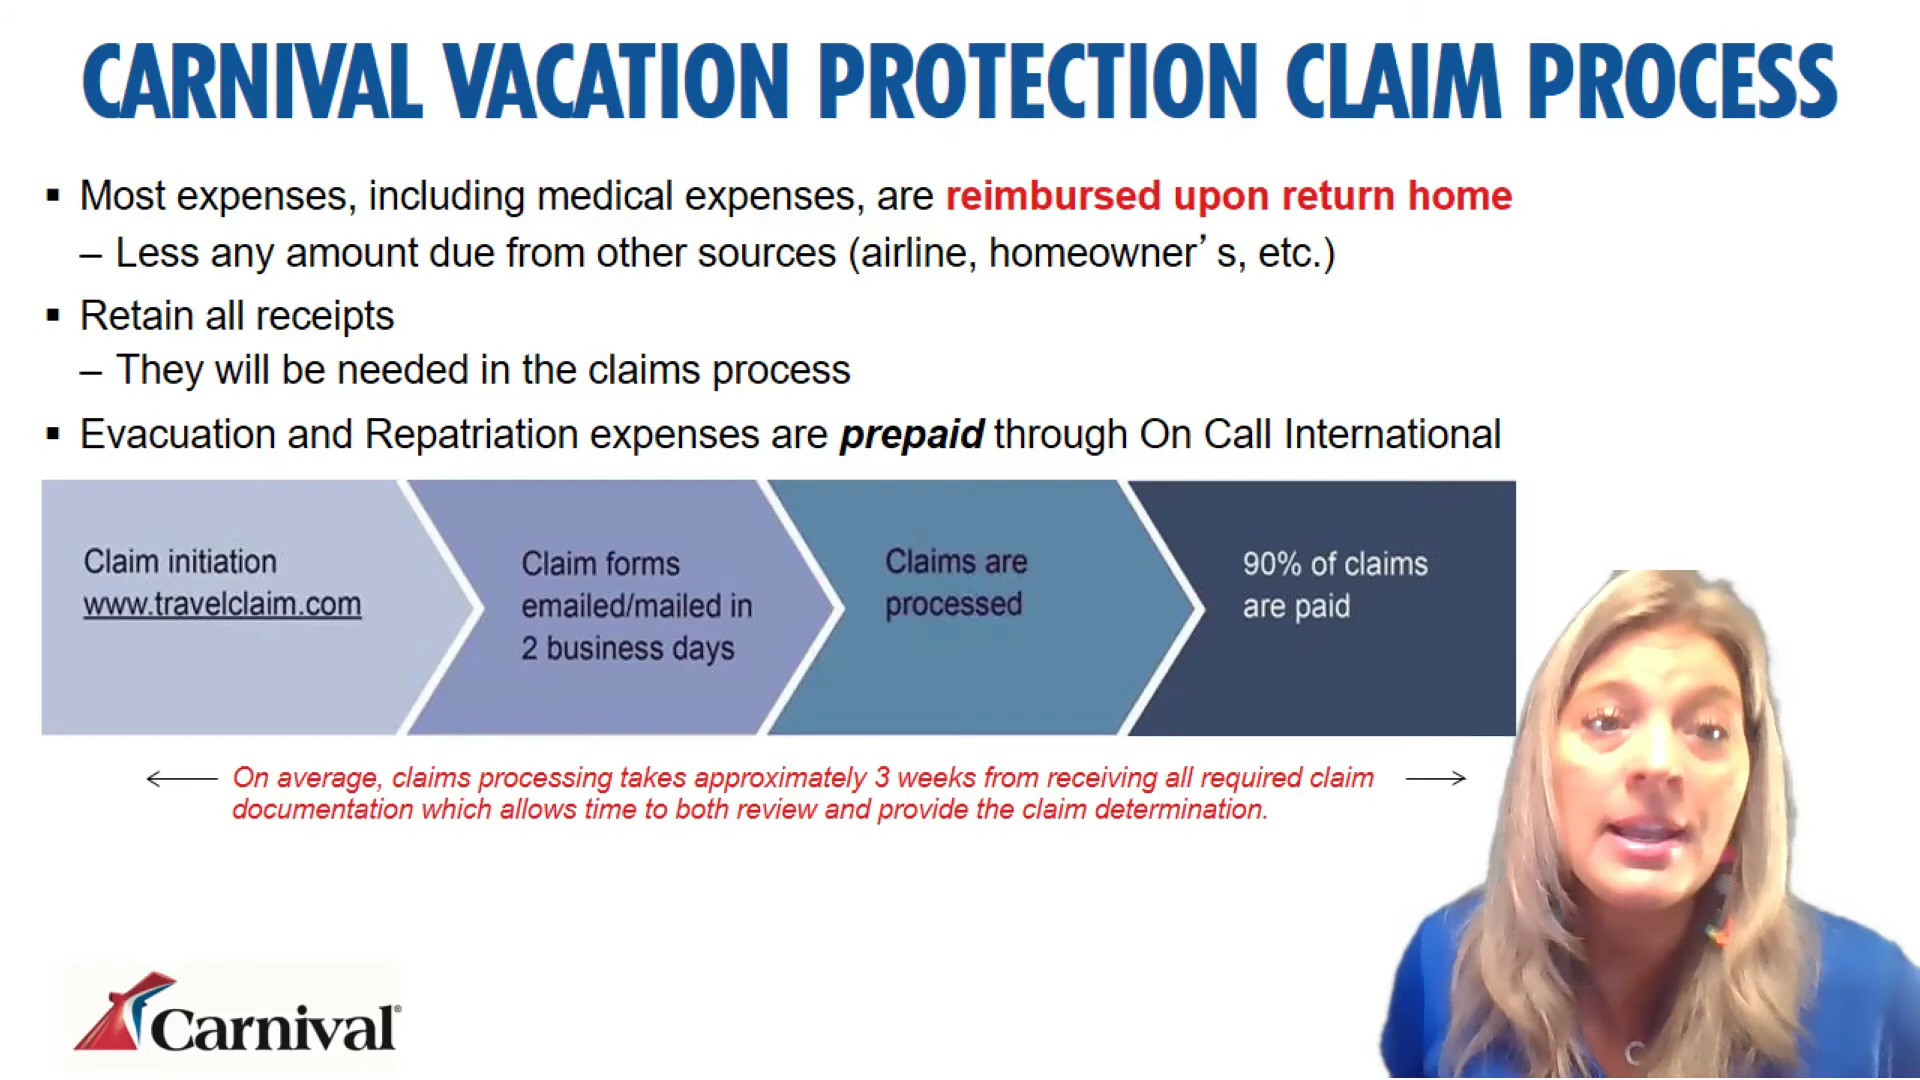 CARNIVAL VACATION PROTECTION CLAIM PROCESS
▪ Most expenses, including medical expenses, are reimbursed upon return home
– Less any amount due from other sources (airline, homeowner’s, etc.)
▪ Retain all receipts
– They will be needed in the claims process
▪ Evacuation and Repatriation expenses are prepaid through On Call International
Claim initiation
www.travelclaim.com
Claim forms
emailed/mailed in
2 business days
Claims are
processed
90% of claims
are paid
On average, claims processing takes approximately 3 weeks from receiving all required claim
documentation which allows time to both review and provide the claim determination.
Carnival®